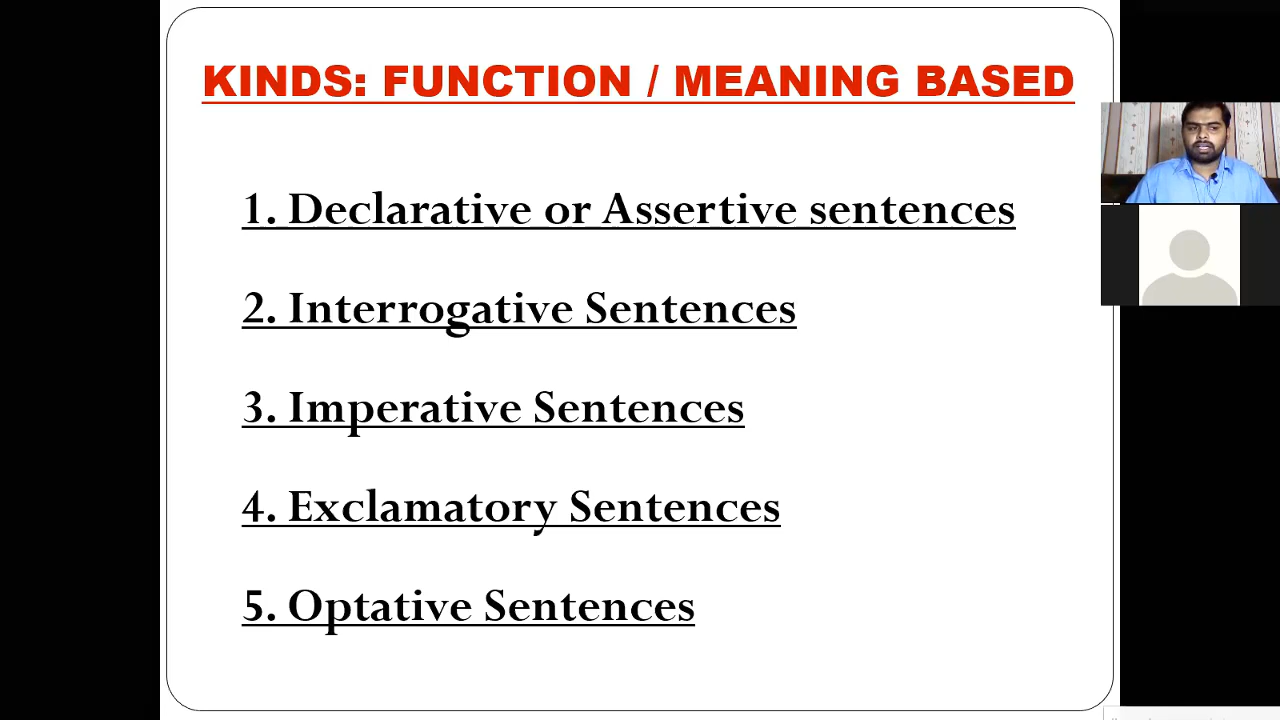 KINDS: FUNCTION / MEANING BASED
1. Declarative or Assertive sentences
2. Interrogative Sentences
3. Imperative Sentences
4. Exclamatory Sentences
5. Optative Sentences